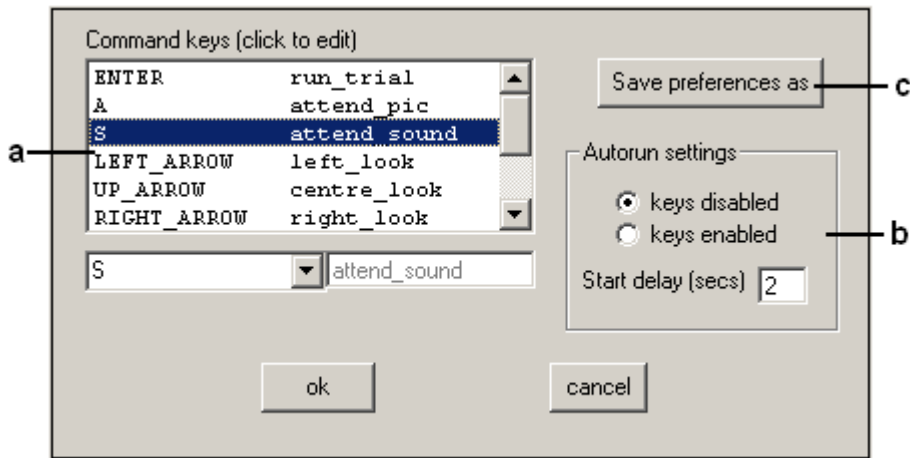 Command keys (click to edit)
ENTER run_trial
A attend_pic
S attend_sound
LEFT_ARROW left_look
UP_ARROW centre_look
RIGHT_ARROW right_look
S attend_sound
a
Save preferences as
c
Autorun settings
keys disabled
keys enabled
Start delay (secs) 2
b
ok
cancel